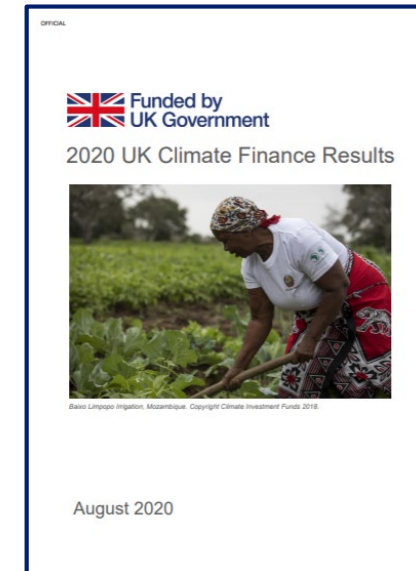 OFFICIAL
Funded by
UK Government
2020 UK Climate Finance Results
Baixo Limpopo Irrigation, Mozambique. Copyright Climate Investment Funds 2018.
August 2020